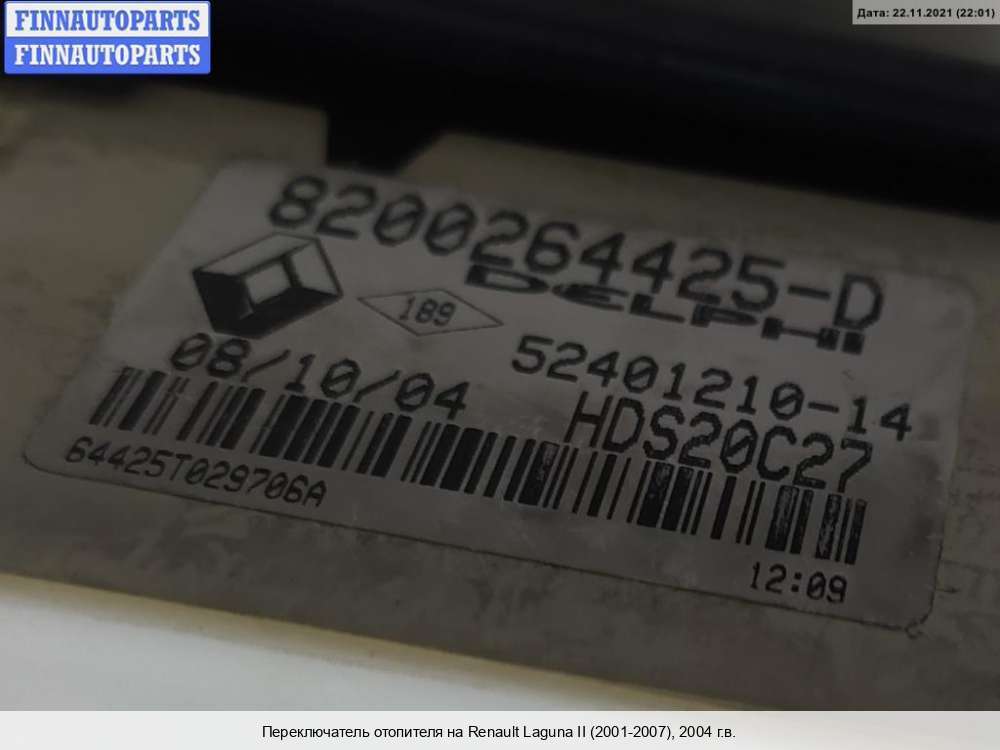 FINNAUTOPARTS
FINNAUTOPARTS
Дата: 22.11.2021 (22:01)
8200264425-D
DELPHI
189
52401210-14
08/10/04
HDS20C27
64425T029706A
12:09
Переключатель отопителя на Renault Laguna II (2001-2007), 2004 г.в.